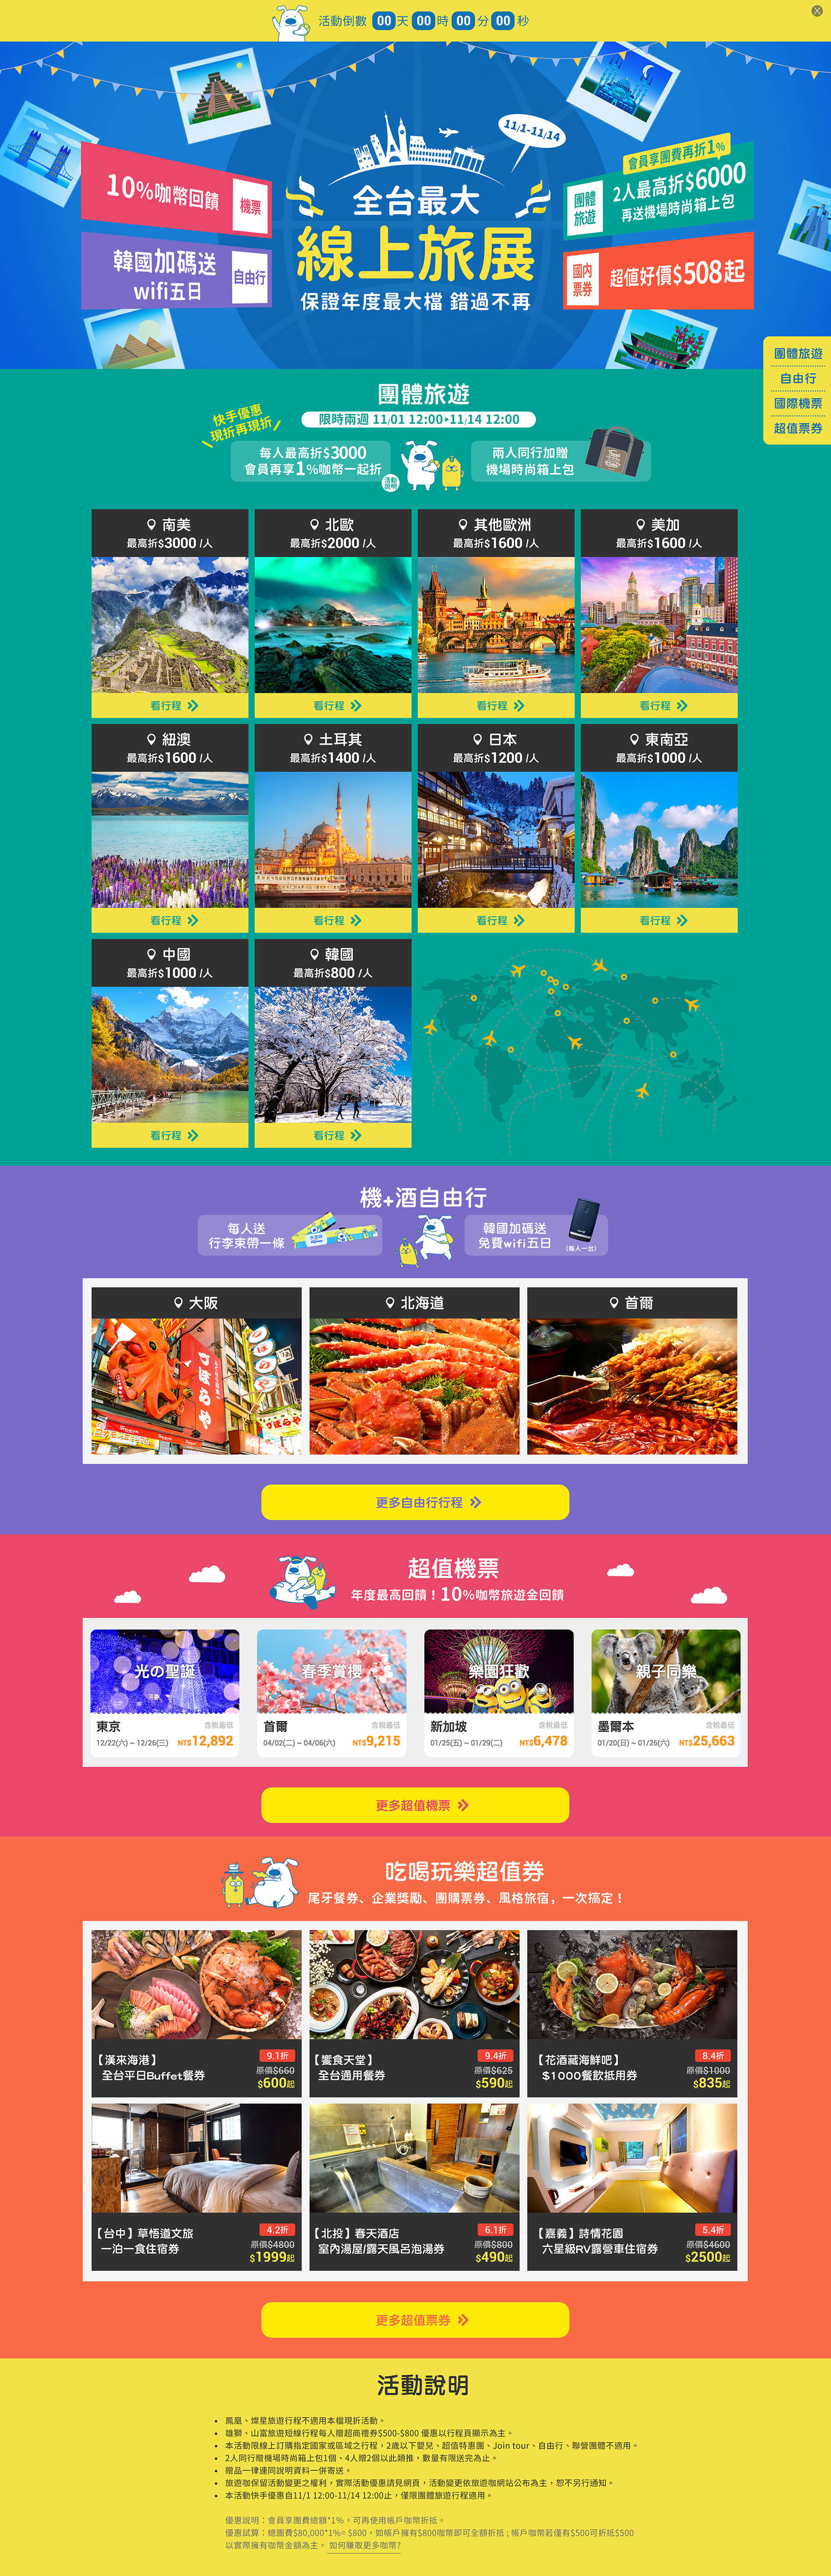 活動倒數 00 天 00 時 00 分 00 秒
11/1-11/14
10%咖幣回饋 機票
韓國加碼送
wifi五日
自由行
全台最大
線上旅展
保證年度最大檔 錯過不再
會員享團費再折1%
團體
旅遊
2人最高折$6000
再送機場時尚箱上包
國內
票券
超值好價$508起
團體旅遊
自由行
國際機票
超值票券
團體旅遊
快手優惠
現折再現折
限時兩週 11/01 12:00▸11/14 12:00
每人最高折$3000
會員再享1%咖幣一起折
活動
說明
兩人同行加贈
機場時尚箱上包
南美
最高折$3000 /人
看行程
北歐
最高折$2000 /人
看行程
其他歐洲
最高折$1600 /人
看行程
美加
最高折$1600 /人
看行程
紐澳
最高折$1600 /人
看行程
土耳其
最高折$1400 /人
看行程
日本
最高折$1200 /人
看行程
東南亞
最高折$1000 /人
看行程
中國
最高折$1000 /人
看行程
韓國
最高折$800 /人
看行程
機+酒自由行
每人送
行李束帶一條
韓國加碼送
免費wifi五日
(每人一台)
大阪
づぼらや
北海道
首爾
更多自由行行程
超值機票
年度最高回饋！10%咖幣旅遊金回饋
光の聖誕
東京 含稅最低
12/22(六) ~ 12/26(三) NT$12,892
春季賞櫻
首爾 含稅最低
04/02(二) ~ 04/06(六) NT$9,215
樂園狂歡
新加坡 含稅最低
01/25(五) ~ 01/29(二) NT$6,478
親子同樂
墨爾本 含稅最低
01/20(日) ~ 01/26(六) NT$25,663
更多超值機票
吃喝玩樂超值券
尾牙餐券、企業獎勵、團購票券、風格旅宿，一次搞定！
【漢來海港】
全台平日Buffet餐券
9.1折
原價$660
$600起
【饗食天堂】
全台通用餐券
9.4折
原價$625
$590起
【花酒藏海鮮吧】
$1000餐飲抵用券
8.4折
原價$1000
$835起
【台中】草悟道文旅
一泊一食住宿券
4.2折
原價$4800
$1999起
【北投】春天酒店
室內湯屋/露天風呂泡湯券
6.1折
原價$800
$490起
【嘉義】詩情花園
六星級RV露營車住宿券
5.4折
原價$4600
$2500起
更多超值票券
活動說明
• 鳳凰、燦星旅遊行程不適用本檔現折活動。
• 雄獅、山富旅遊短線行程每人贈超商禮券$500-$800 優惠以行程頁顯示為主。
• 本活動限線上訂購指定國家或區域之行程，2歲以下嬰兒、超值特惠團、Join tour、自由行、聯營團體不適用。
• 2人同行贈機場時尚箱上包1個、4人贈2個以此類推，數量有限送完為止。
• 贈品一律連同說明資料一併寄送。
• 旅遊咖保留活動變更之權利，實際活動優惠請見網頁，活動變更依旅遊咖網站公布為主，恕不另行通知。
• 本活動快手優惠自11/1 12:00-11/14 12:00止，僅限團體旅遊行程適用。
優惠說明：會員享團費總額*1%，可再使用帳戶咖幣折抵。
優惠試算：總團費$80,000*1%= $800，如帳戶擁有$800咖幣即可全額折抵 ; 帳戶咖幣若僅有$500可折抵$500
以實際擁有咖幣金額為主。 如何賺取更多咖幣?